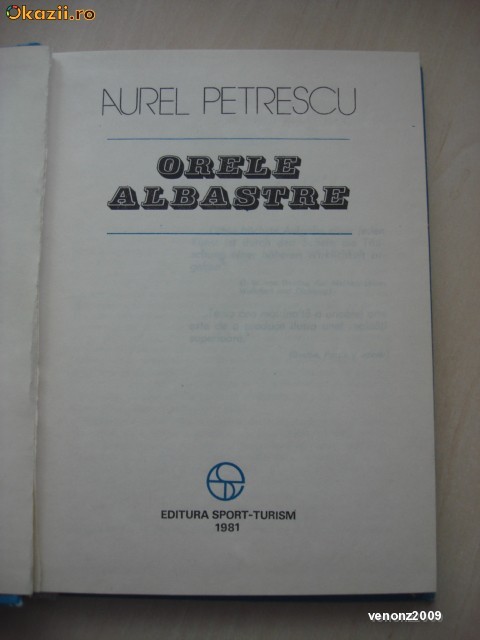 Okazii.ro
AUREL PETRESCU
ORELE
ALBASTRE
EDITURA SPORT-TURISM
1981
venonz2009